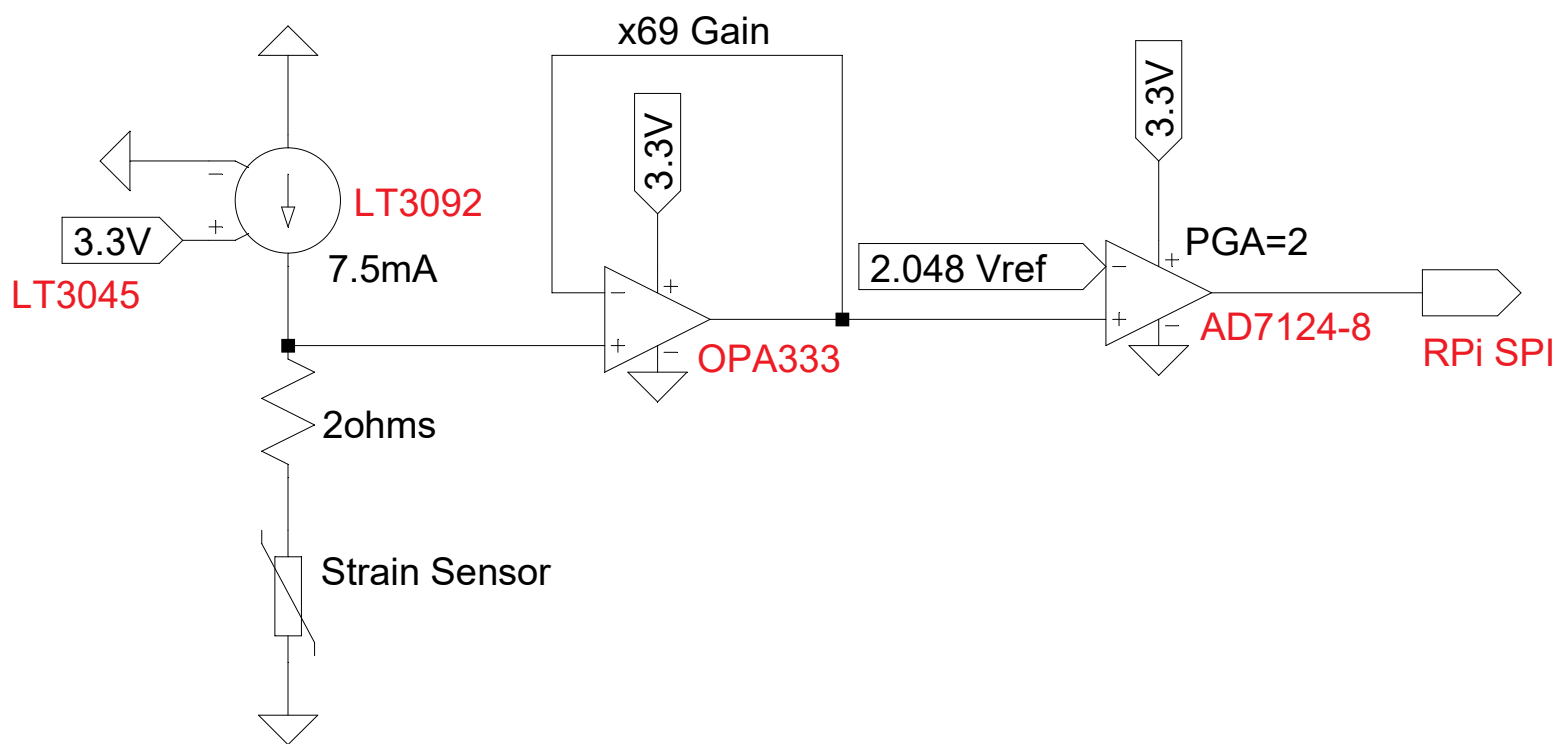 x69 Gain
3.3V
3.3V
LT3092
3.3V
7.5mA
LT3045
2.048 Vref
PGA=2
OPA333
AD7124-8
RPi SPI
2ohms
Strain Sensor